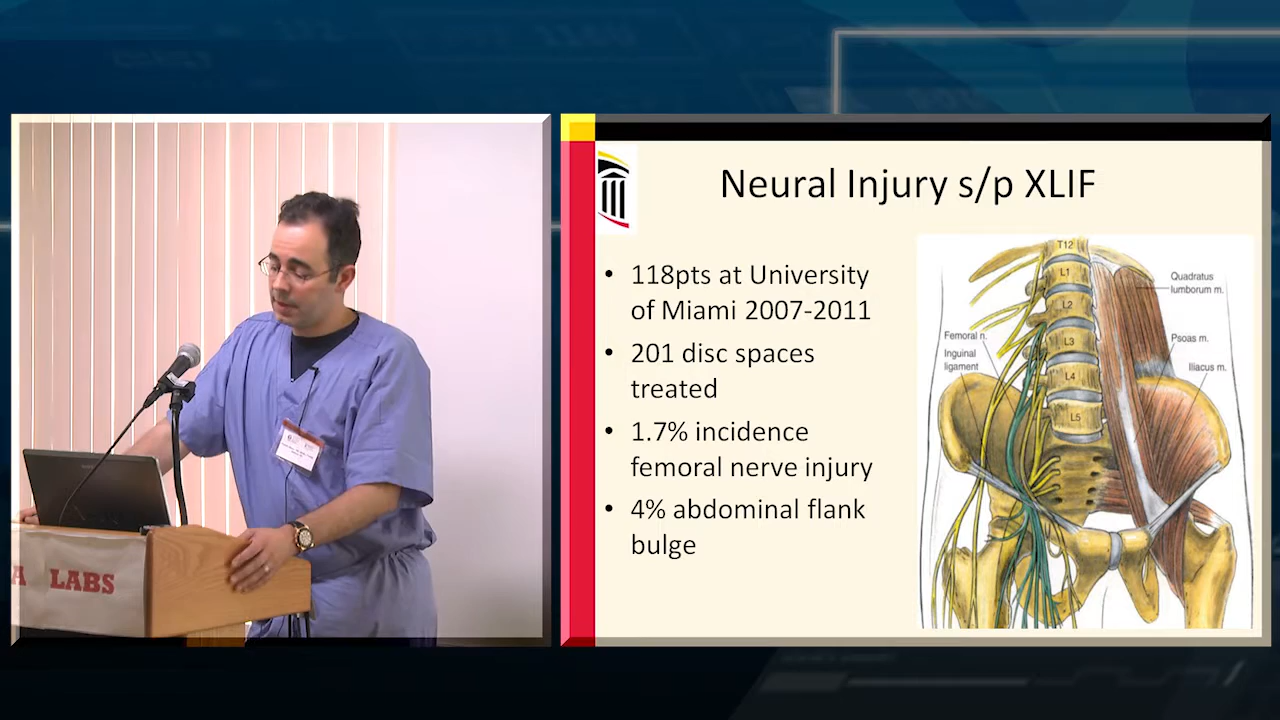 Neural Injury s/p XLIF
• 118pts at University
of Miami 2007-2011
• 201 disc spaces
treated
• 1.7% incidence
femoral nerve injury
• 4% abdominal flank
bulge
T12
L1
L2
L3
L4
L5
Quadratus
lumborum m.
Psoas m.
Iliacus m.
Femoral n.
Inguinal
ligament
A LABS